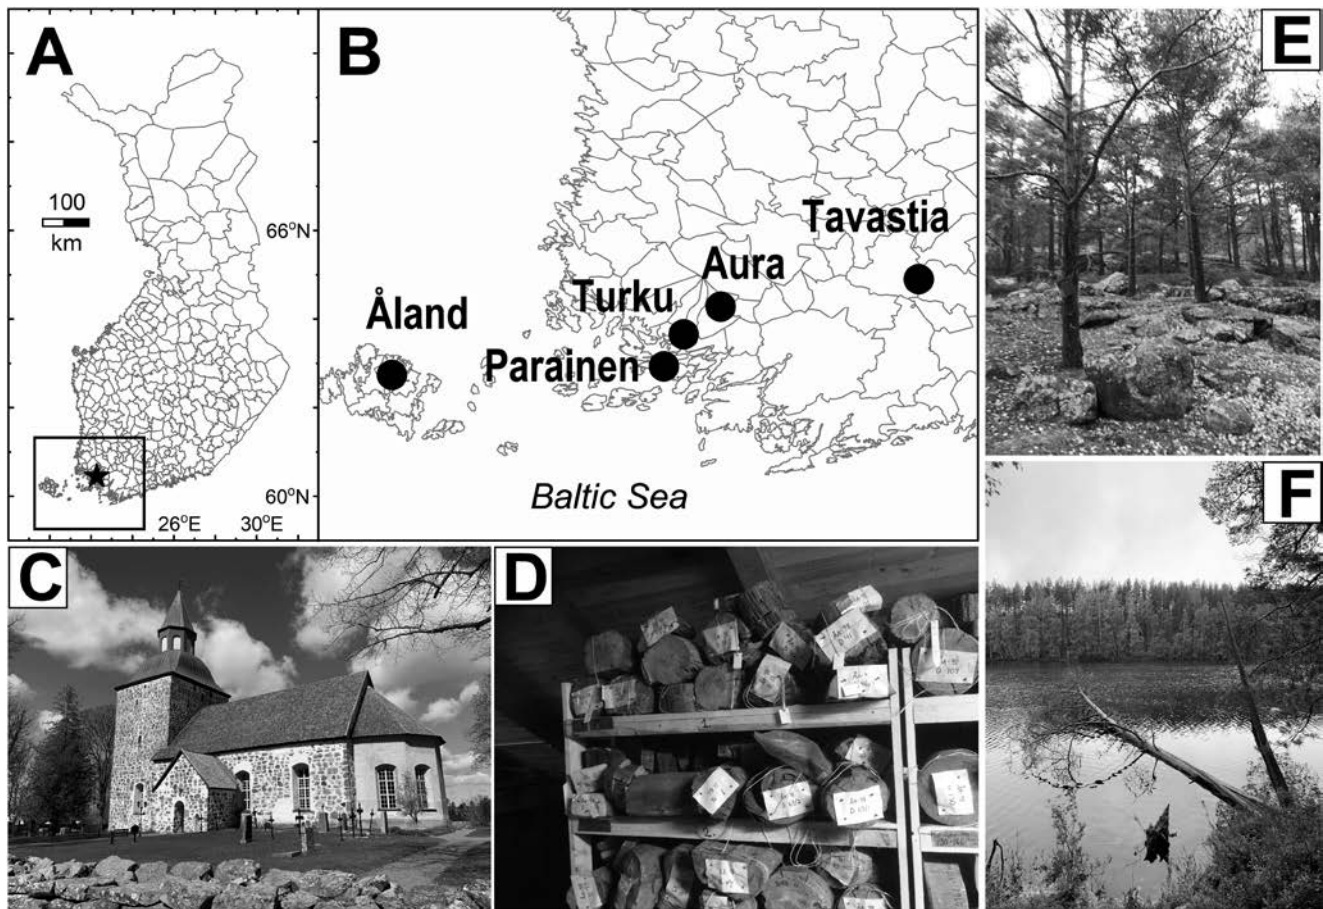 A
100
km
66°N
60°N
26°E
30°E
B
Tavastia
Aura
Turku
Åland
Parainen
Baltic Sea
C
D
E
F